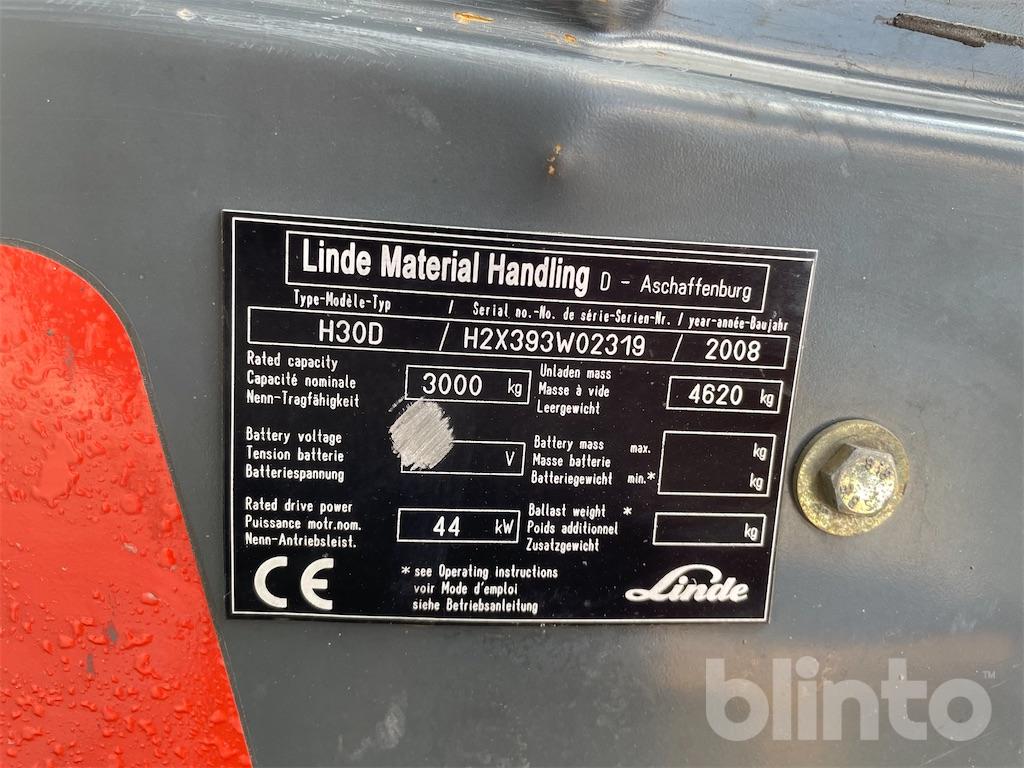 Linde Material Handling D - Aschaffenburg
Type-Modèle-Typ / Serial no.-No. de série-Serien-Nr. / year-année-Baujahr
H30D / H2X393W02319 / 2008
Rated capacity
Capacité nominale
Nenn-Tragfähigkeit
3000 kg
Unladen mass
Masse à vide
Leergewicht
4620 kg
Battery voltage
Tension batterie
Batteriespannung
V
Battery mass
Masse batterie
Batteriegewicht
max. kg
min.* kg
Rated drive power
Puissance motr.nom.
Nenn-Antriebsleist.
44 kW
Ballast weight *
Poids additionnel
Zusatzgewicht
kg
CE
* see Operating instructions
voir Mode d'emploi
siehe Betriebsanleitung
Linde
blinto™